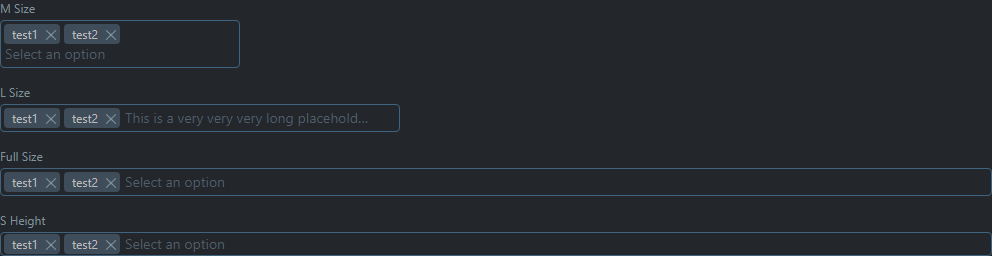 M Size
test1 test2
Select an option
L Size
test1 test2 This is a very very very long placehold...
Full Size
test1 test2 Select an option
S Height
test1 test2 Select an option